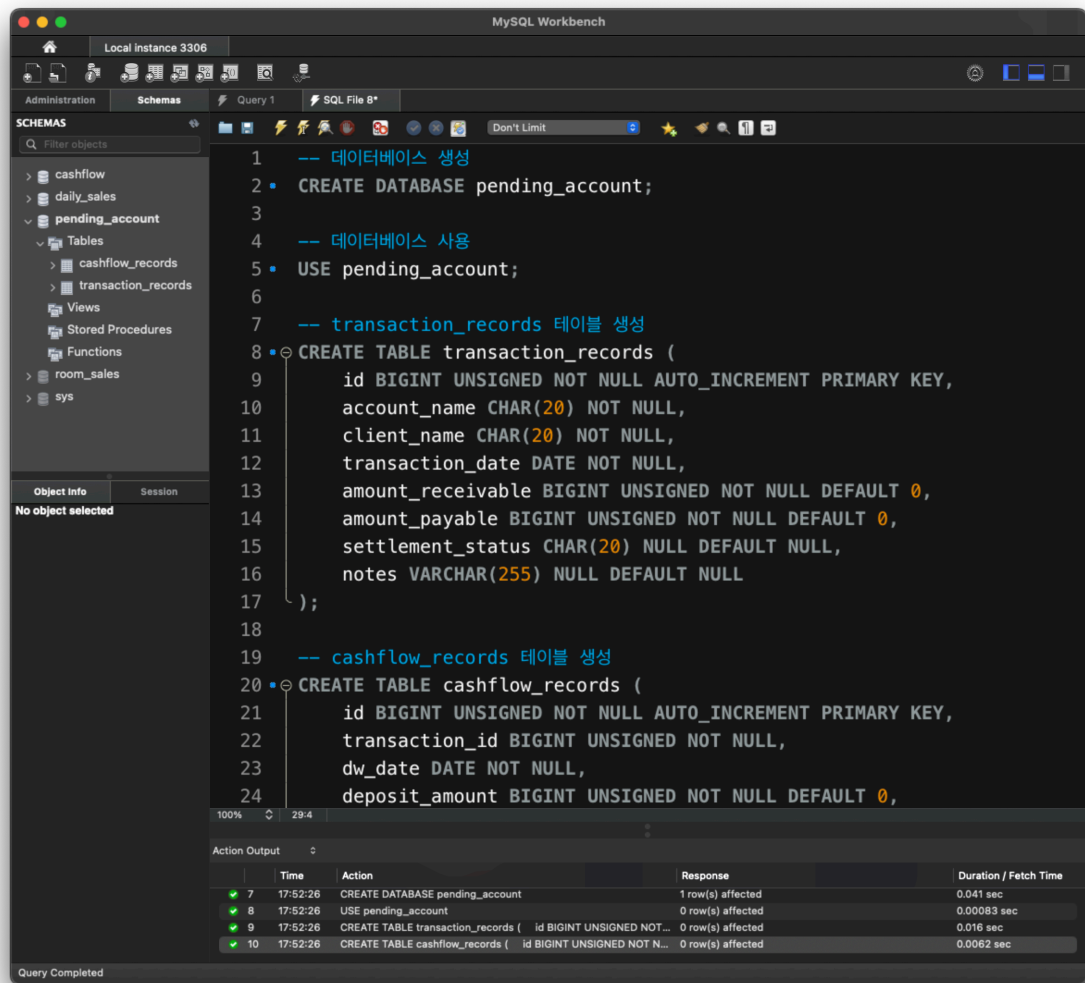 MySQL Workbench
Local instance 3306
Administration
Schemas
Query 1
SQL File 8*
SCHEMAS
Filter objects
Don't Limit
cashflow
daily_sales
pending_account
Tables
cashflow_records
transaction_records
Views
Stored Procedures
Functions
room_sales
sys
Object Info
Session
No object selected
1 -- 데이터베이스 생성
2 CREATE DATABASE pending_account;
3
4 -- 데이터베이스 사용
5 USE pending_account;
6
7 -- transaction_records 테이블 생성
8 CREATE TABLE transaction_records (
9 id BIGINT UNSIGNED NOT NULL AUTO_INCREMENT PRIMARY KEY,
10 account_name CHAR(20) NOT NULL,
11 client_name CHAR(20) NOT NULL,
12 transaction_date DATE NOT NULL,
13 amount_receivable BIGINT UNSIGNED NOT NULL DEFAULT 0,
14 amount_payable BIGINT UNSIGNED NOT NULL DEFAULT 0,
15 settlement_status CHAR(20) NULL DEFAULT NULL,
16 notes VARCHAR(255) NULL DEFAULT NULL
17 );
18
19 -- cashflow_records 테이블 생성
20 CREATE TABLE cashflow_records (
21 id BIGINT UNSIGNED NOT NULL AUTO_INCREMENT PRIMARY KEY,
22 transaction_id BIGINT UNSIGNED NOT NULL,
23 dw_date DATE NOT NULL,
24 deposit_amount BIGINT UNSIGNED NOT NULL DEFAULT 0,
100% 29:4
Action Output
Time Action Response Duration / Fetch Time
7 17:52:26 CREATE DATABASE pending_account 1 row(s) affected 0.041 sec
8 17:52:26 USE pending_account 0 row(s) affected 0.00083 sec
9 17:52:26 CREATE TABLE transaction_records ( id BIGINT UNSIGNED NOT... 0 row(s) affected 0.016 sec
10 17:52:26 CREATE TABLE cashflow_records ( id BIGINT UNSIGNED NOT N... 0 row(s) affected 0.0062 sec
Query Completed